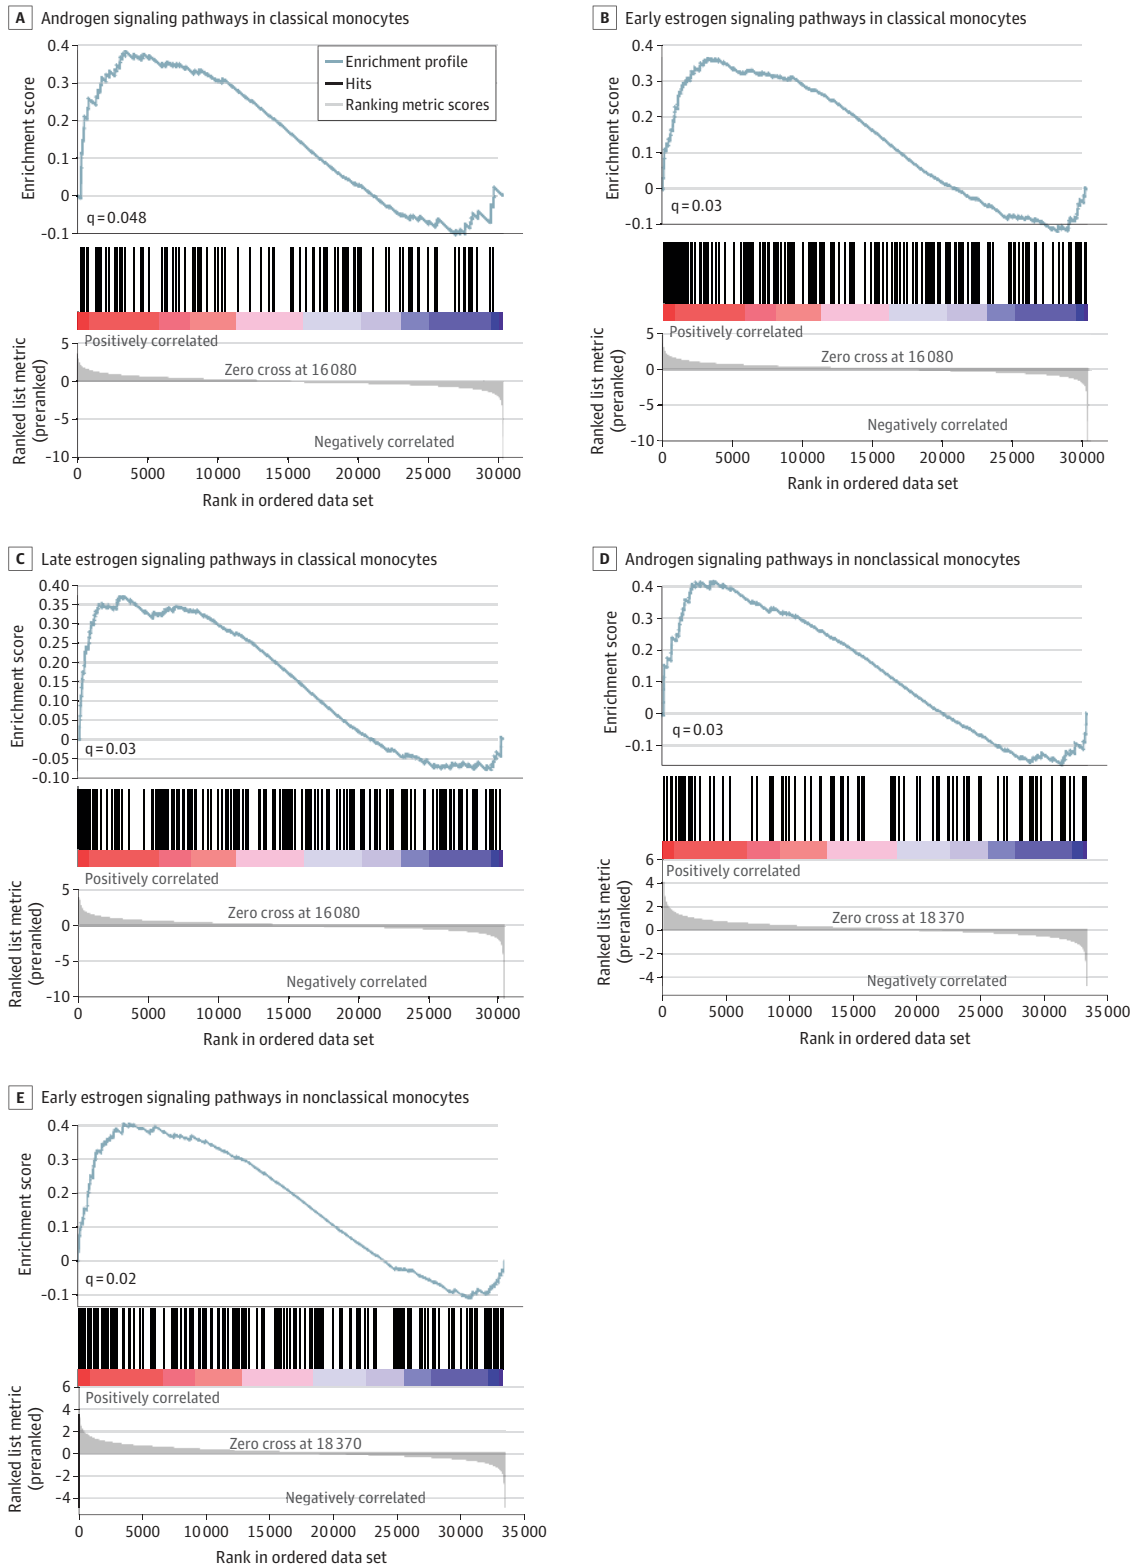 A Androgen signaling pathways in classical monocytes
Enrichment score
0.4
0.3
0.2
0.1
0
-0.1
Enrichment profile
Hits
Ranking metric scores
q=0.048
Ranked list metric
(preranked)
5
0
-5
-10
Positively correlated
Zero cross at 16 080
Negatively correlated
0 5000 10 000 15 000 20 000 25 000 30 000
Rank in ordered data set
B Early estrogen signaling pathways in classical monocytes
Enrichment score
0.4
0.3
0.2
0.1
0
-0.1
q=0.03
Ranked list metric
(preranked)
5
0
-5
-10
Positively correlated
Zero cross at 16 080
Negatively correlated
0 5000 10 000 15 000 20 000 25 000 30 000
Rank in ordered data set
C Late estrogen signaling pathways in classical monocytes
Enrichment score
0.40
0.35
0.30
0.25
0.20
0.15
0.10
0.05
0
-0.05
-0.10
q=0.03
Ranked list metric
(preranked)
5
0
-5
-10
Positively correlated
Zero cross at 16 080
Negatively correlated
0 5000 10 000 15 000 20 000 25 000 30 000
Rank in ordered data set
D Androgen signaling pathways in nonclassical monocytes
Enrichment score
0.4
0.3
0.2
0.1
0
-0.1
q=0.03
Ranked list metric
(preranked)
6
4
2
0
-2
-4
Positively correlated
Zero cross at 18 370
Negatively correlated
0 5000 10 000 15 000 20 000 25 000 30 000 35 000
Rank in ordered data set
E Early estrogen signaling pathways in nonclassical monocytes
Enrichment score
0.4
0.3
0.2
0.1
0
-0.1
q=0.02
Ranked list metric
(preranked)
6
4
2
0
-2
-4
Positively correlated
Zero cross at 18 370
Negatively correlated
0 5000 10 000 15 000 20 000 25 000 30 000 35 000
Rank in ordered data set